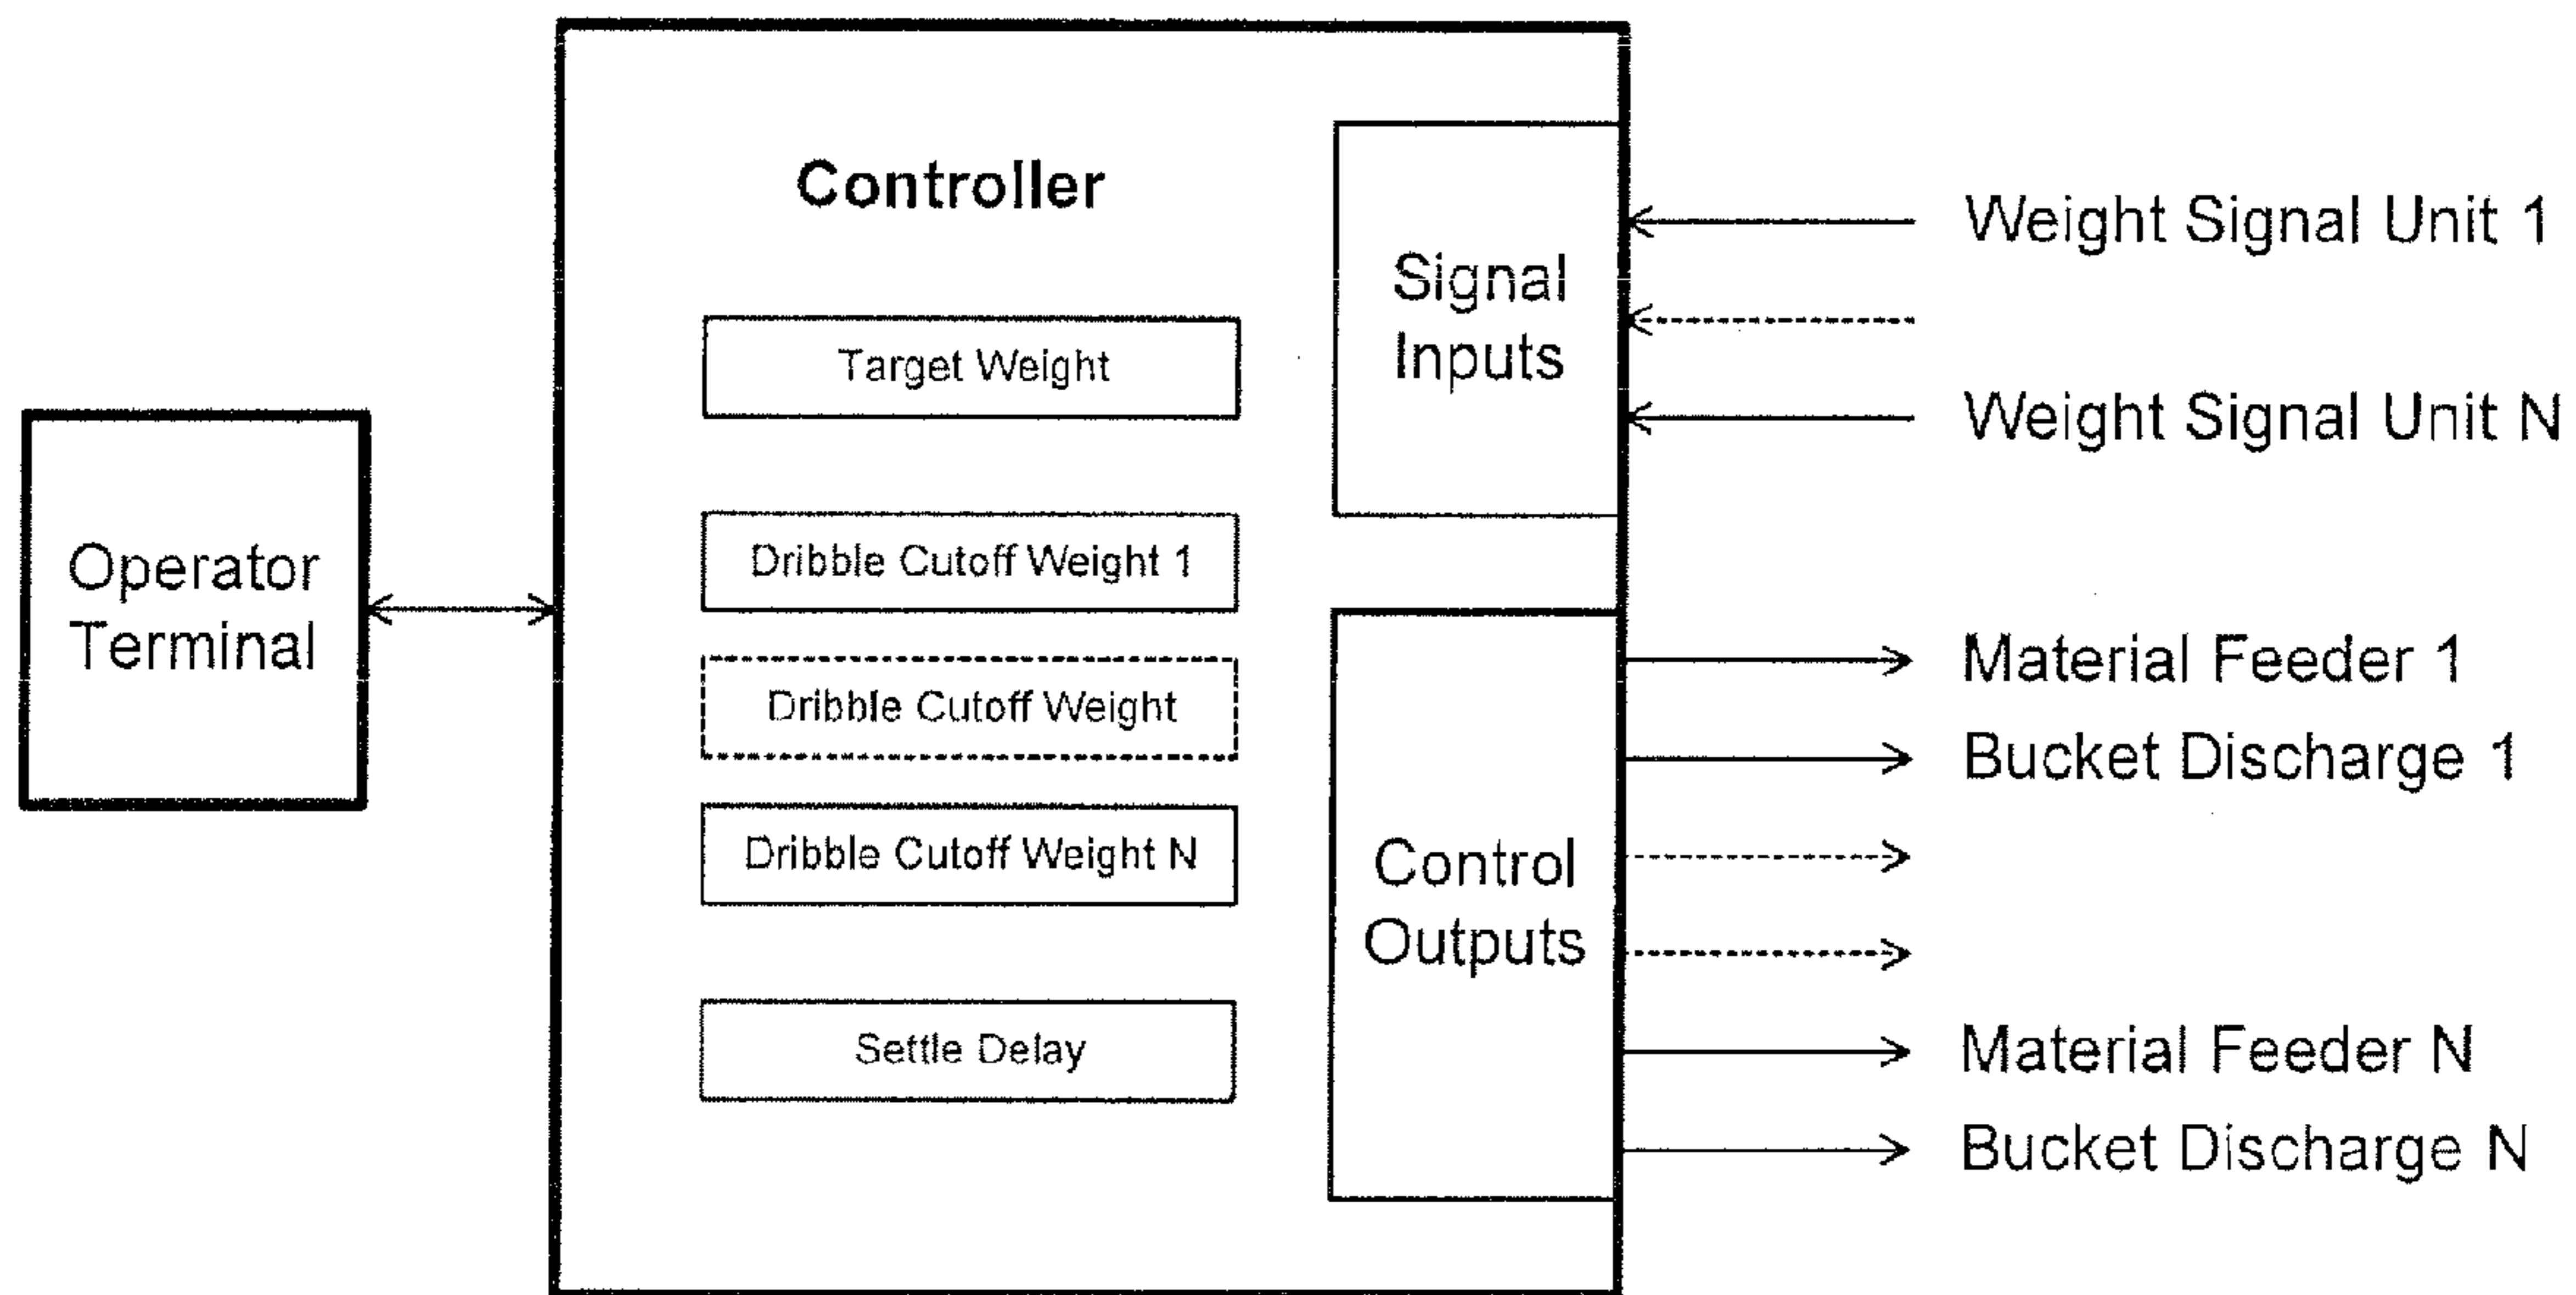 Operator
Terminal
Controller
Target Weight
Dribble Cutoff Weight 1
Dribble Cutoff Weight
Dribble Cutoff Weight N
Settle Delay
Signal
Inputs
Control
Outputs
Weight Signal Unit 1
Weight Signal Unit N
Material Feeder 1
Bucket Discharge 1
Material Feeder N
Bucket Discharge N